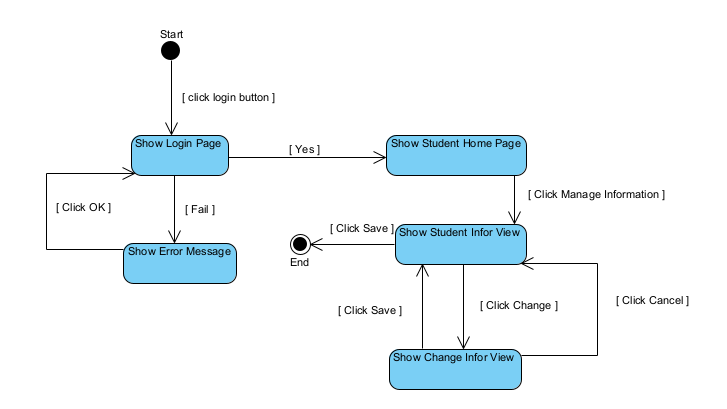 Start
[ click login button ]
Show Login Page
[ Yes ]
Show Student Home Page
[ Click OK ]
[ Fail ]
[ Click Manage Information ]
Show Error Message
[ Click Save ]
Show Student Infor View
End
[ Click Save ]
[ Click Change ]
[ Click Cancel ]
Show Change Infor View